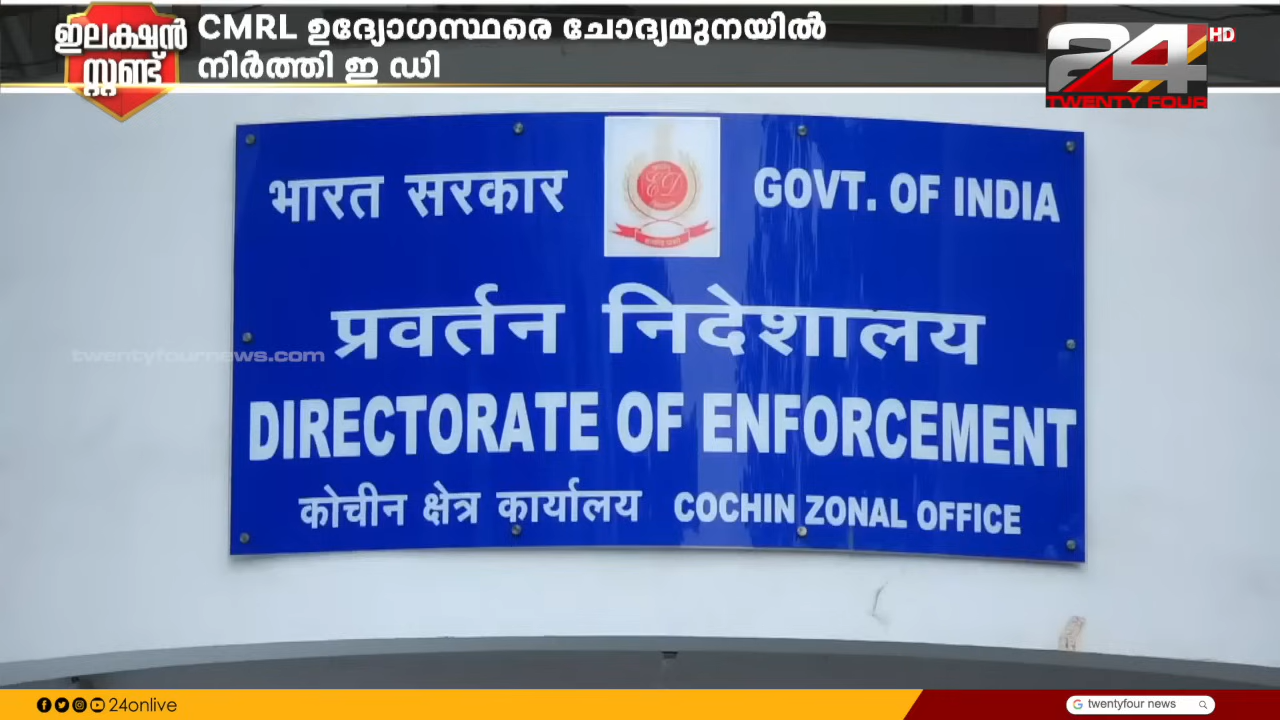 ഇലക്ഷൻ
സ്റ്റണ്ട്
CMRL ഉദ്യോഗസ്ഥരെ ചോദ്യമുനയിൽ
നിർത്തി ഇ ഡി
24 HD
TWENTY FOUR
भारत सरकार
GOVT. OF INDIA
प्रवर्तन निदेशालय
twentyfournews.com
DIRECTORATE OF ENFORCEMENT
कोचीन क्षेत्र कार्यालय COCHIN ZONAL OFFICE
24onlive
twentyfour news